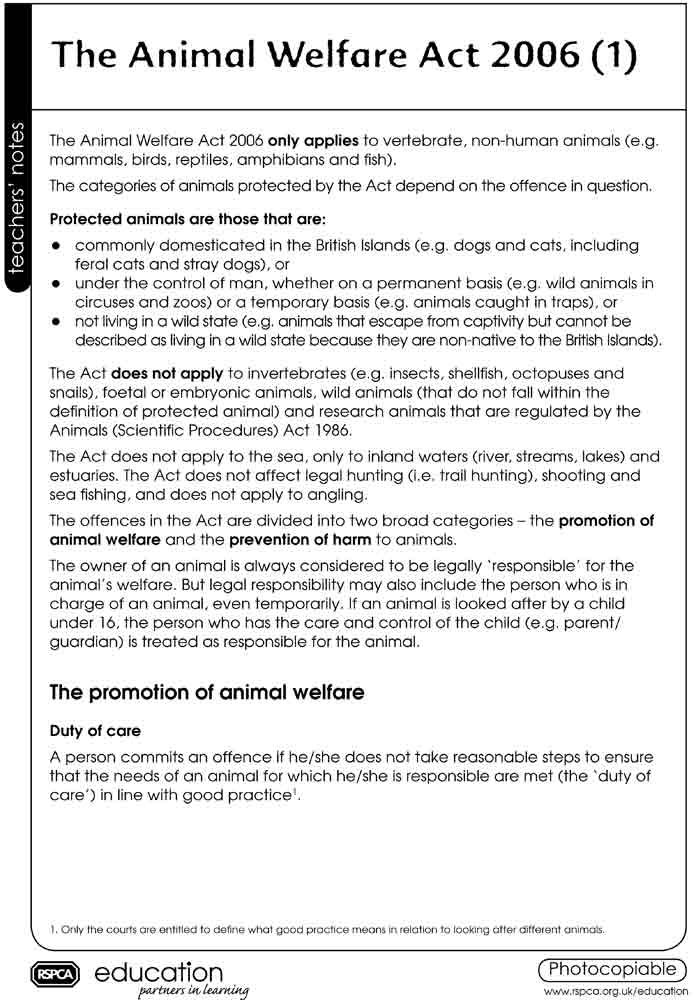 The Animal Welfare Act 2006 (1)
teachers' notes
The Animal Welfare Act 2006 only applies to vertebrate, non-human animals (e.g.
mammals, birds, reptiles, amphibians and fish).
The categories of animals protected by the Act depend on the offence in question.
Protected animals are those that are:
● commonly domesticated in the British Islands (e.g. dogs and cats, including
feral cats and stray dogs), or
● under the control of man, whether on a permanent basis (e.g. wild animals in
circuses and zoos) or a temporary basis (e.g. animals caught in traps), or
● not living in a wild state (e.g. animals that escape from captivity but cannot be
described as living in a wild state because they are non-native to the British Islands).
The Act does not apply to invertebrates (e.g. insects, shellfish, octopuses and
snails), foetal or embryonic animals, wild animals (that do not fall within the
definition of protected animal) and research animals that are regulated by the
Animals (Scientific Procedures) Act 1986.
The Act does not apply to the sea, only to inland waters (river, streams, lakes) and
estuaries. The Act does not affect legal hunting (i.e. trail hunting), shooting and
sea fishing, and does not apply to angling.
The offences in the Act are divided into two broad categories – the promotion of
animal welfare and the prevention of harm to animals.
The owner of an animal is always considered to be legally ‘responsible’ for the
animal’s welfare. But legal responsibility may also include the person who is in
charge of an animal, even temporarily. If an animal is looked after by a child
under 16, the person who has the care and control of the child (e.g. parent/
guardian) is treated as responsible for the animal.
The promotion of animal welfare
Duty of care
A person commits an offence if he/she does not take reasonable steps to ensure
that the needs of an animal for which he/she is responsible are met (the ‘duty of
care’) in line with good practice¹.
1. Only the courts are entitled to define what good practice means in relation to looking after different animals.
RSPCA education
partners in learning
Photocopiable
www.rspca.org.uk/education